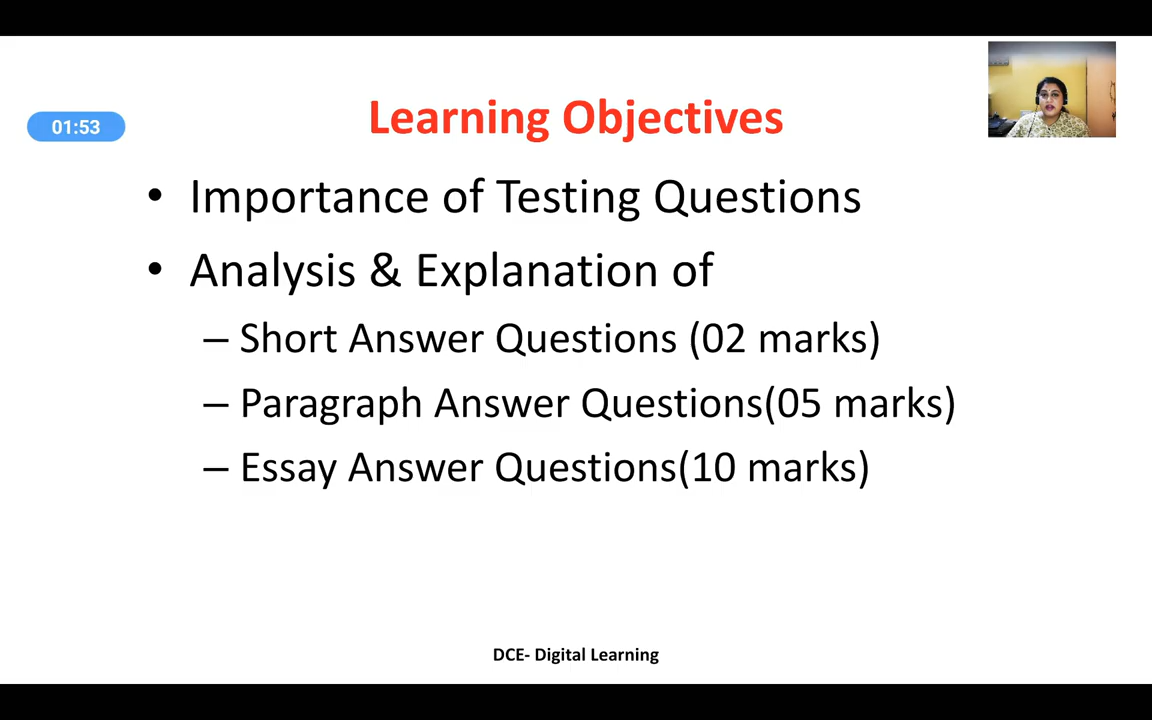 Learning Objectives
01:53
• Importance of Testing Questions
• Analysis & Explanation of
– Short Answer Questions (02 marks)
– Paragraph Answer Questions(05 marks)
– Essay Answer Questions(10 marks)
DCE- Digital Learning